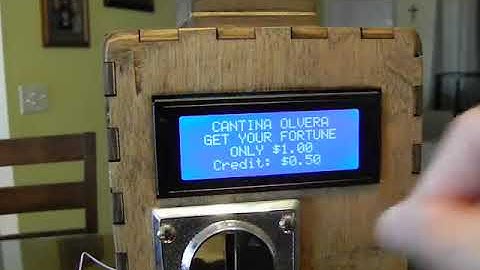 CANTINA OLVERA
GET YOUR FORTUNE
ONLY $1.00
Credit: $0.50